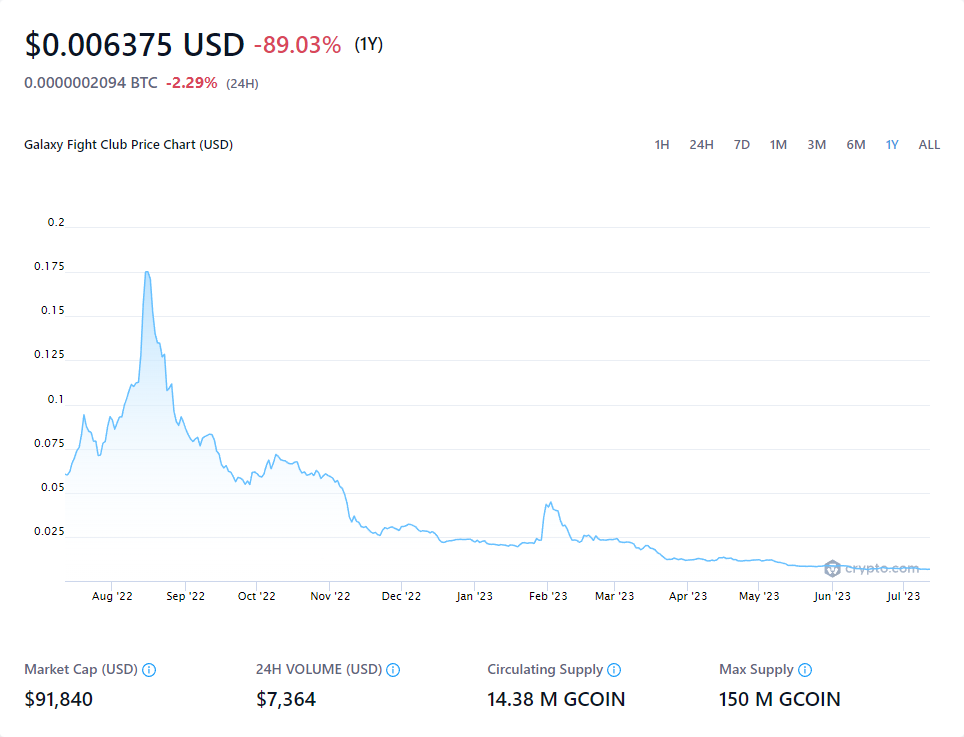 $0.006375 USD -89.03% (1Y)
0.0000002094 BTC -2.29% (24H)
Galaxy Fight Club Price Chart (USD) 1H 24H 7D 1M 3M 6M 1Y ALL
0.2
0.175
0.15
0.125
0.1
0.075
0.05
0.025
crypto.com
Aug '22 Sep '22 Oct '22 Nov '22 Dec '22 Jan '23 Feb '23 Mar '23 Apr '23 May '23 Jun '23 Jul '23
Market Cap (USD) 24H VOLUME (USD) Circulating Supply Max Supply
$91,840 $7,364 14.38 M GCOIN 150 M GCOIN